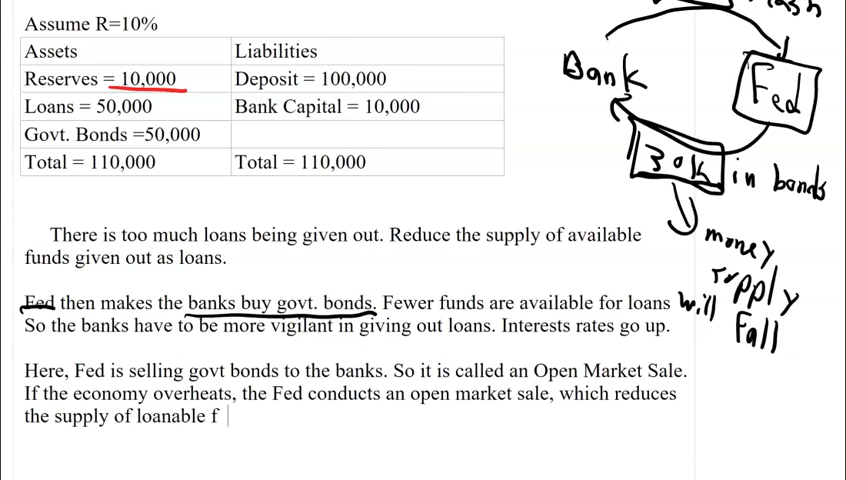 Assume R=10%
Assets Liabilities
Reserves = 10,000 Deposit = 100,000
Loans = 50,000 Bank Capital = 10,000
Govt. Bonds =50,000
Total = 110,000 Total = 110,000
Bank
Fed
30k in bonds
money
supply
will
Fall
There is too much loans being given out. Reduce the supply of available
funds given out as loans.
Fed then makes the banks buy govt. bonds. Fewer funds are available for loans
So the banks have to be more vigilant in giving out loans. Interests rates go up.
Here, Fed is selling govt bonds to the banks. So it is called an Open Market Sale.
If the economy overheats, the Fed conducts an open market sale, which reduces
the supply of loanable f